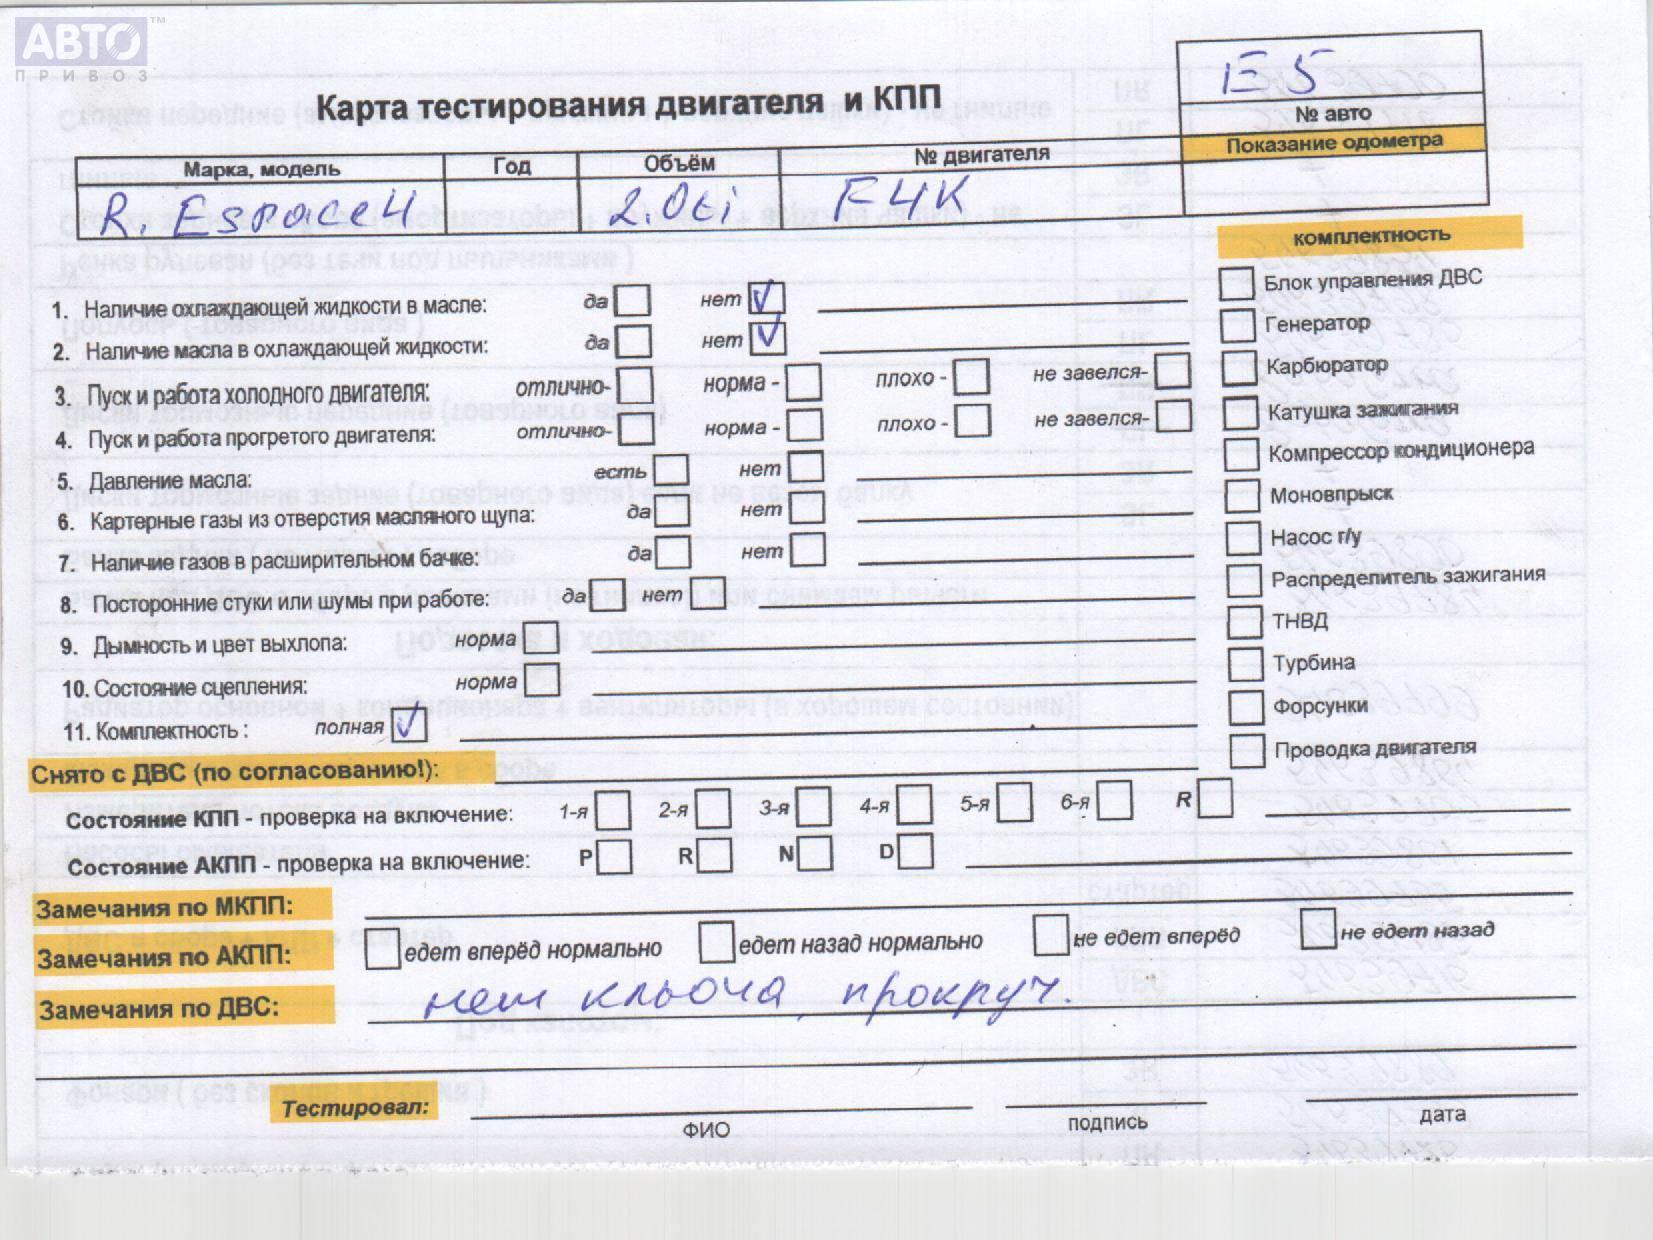 АВТО™
ПРИВОЗ
E5
№ авто
Показание одометра
Карта тестирования двигателя и КПП
Марка, модель Год Объём № двигателя
R. Espace4 2.0ti F4K
комплектность
1. Наличие охлаждающей жидкости в масле: да нет
2. Наличие масла в охлаждающей жидкости: да нет
3. Пуск и работа холодного двигателя: отлично- норма - плохо - не завелся-
4. Пуск и работа прогретого двигателя: отлично- норма - плохо - не завелся-
5. Давление масла: есть нет
6. Картерные газы из отверстия масляного щупа: да нет
7. Наличие газов в расширительном бачке: да нет
8. Посторонние стуки или шумы при работе: да нет
9. Дымность и цвет выхлопа: норма
10. Состояние сцепления: норма
11. Комплектность : полная
Блок управления ДВС
Генератор
Карбюратор
Катушка зажигания
Компрессор кондиционера
Моновпрыск
Насос г/у
Распределитель зажигания
ТНВД
Турбина
Форсунки
Проводка двигателя
Снято с ДВС (по согласованию!):
Состояние КПП - проверка на включение: 1-я 2-я 3-я 4-я 5-я 6-я R
Состояние АКПП - проверка на включение: P R N D
Замечания по МКПП:
Замечания по АКПП: едет вперёд нормально едет назад нормально не едет вперёд не едет назад
Замечания по ДВС: нет ключа, прокруч.
Тестировал:
ФИО подпись дата